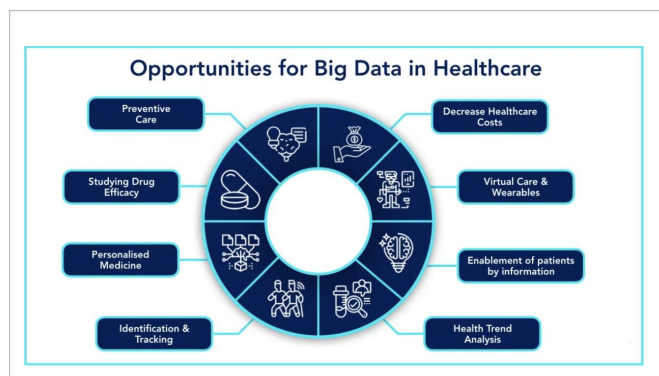 Opportunities for Big Data in Healthcare
Preventive
Care
Decrease Healthcare
Costs
Studying Drug
Efficacy
Virtual Care &
Wearables
Personalised
Medicine
Enablement of patients
by information
Identification &
Tracking
Health Trend
Analysis